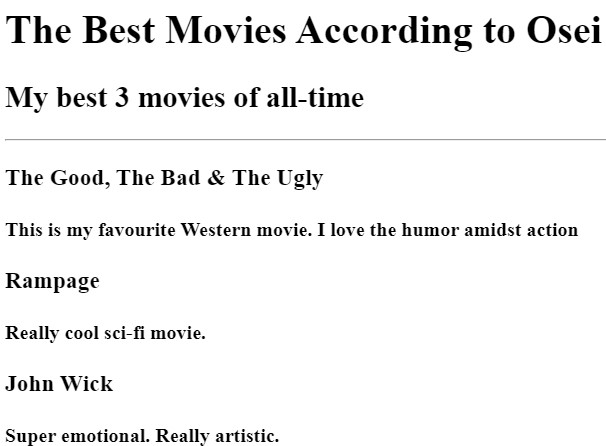 The Best Movies According to Osei
My best 3 movies of all-time
The Good, The Bad & The Ugly
This is my favourite Western movie. I love the humor amidst action
Rampage
Really cool sci-fi movie.
John Wick
Super emotional. Really artistic.